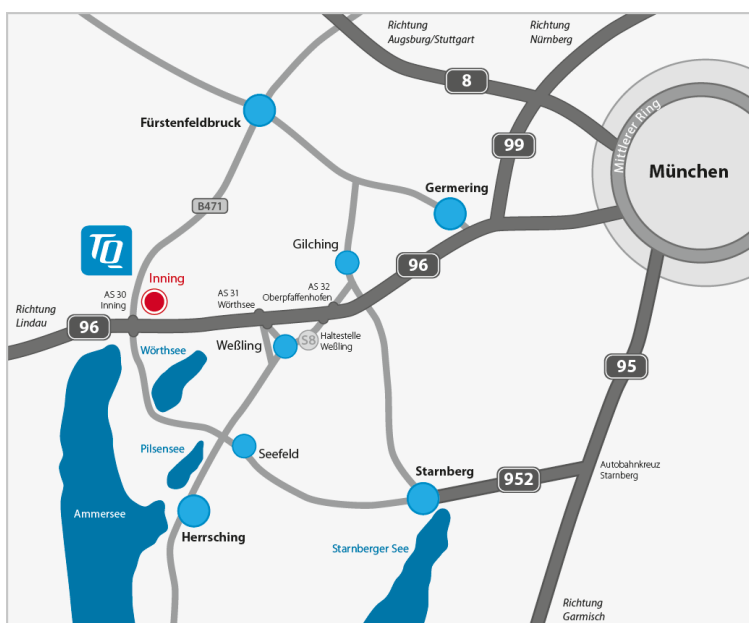 Richtung
Augsburg/Stuttgart
Richtung
Nürnberg
8
Mittlerer Ring
Fürstenfeldbruck
99
München
Germering
B471
TQ
Gilching
96
Inning
AS 30
Inning
AS 31
Wörthsee
AS 32
Oberpfaffenhofen
Richtung
Lindau
96
Weßling
S8
Haltestelle
Weßling
Wörthsee
95
Pilsensee
Seefeld
Starnberg
952
Autobahnkreuz
Starnberg
Ammersee
Herrsching
Starnberger See
Richtung
Garmisch